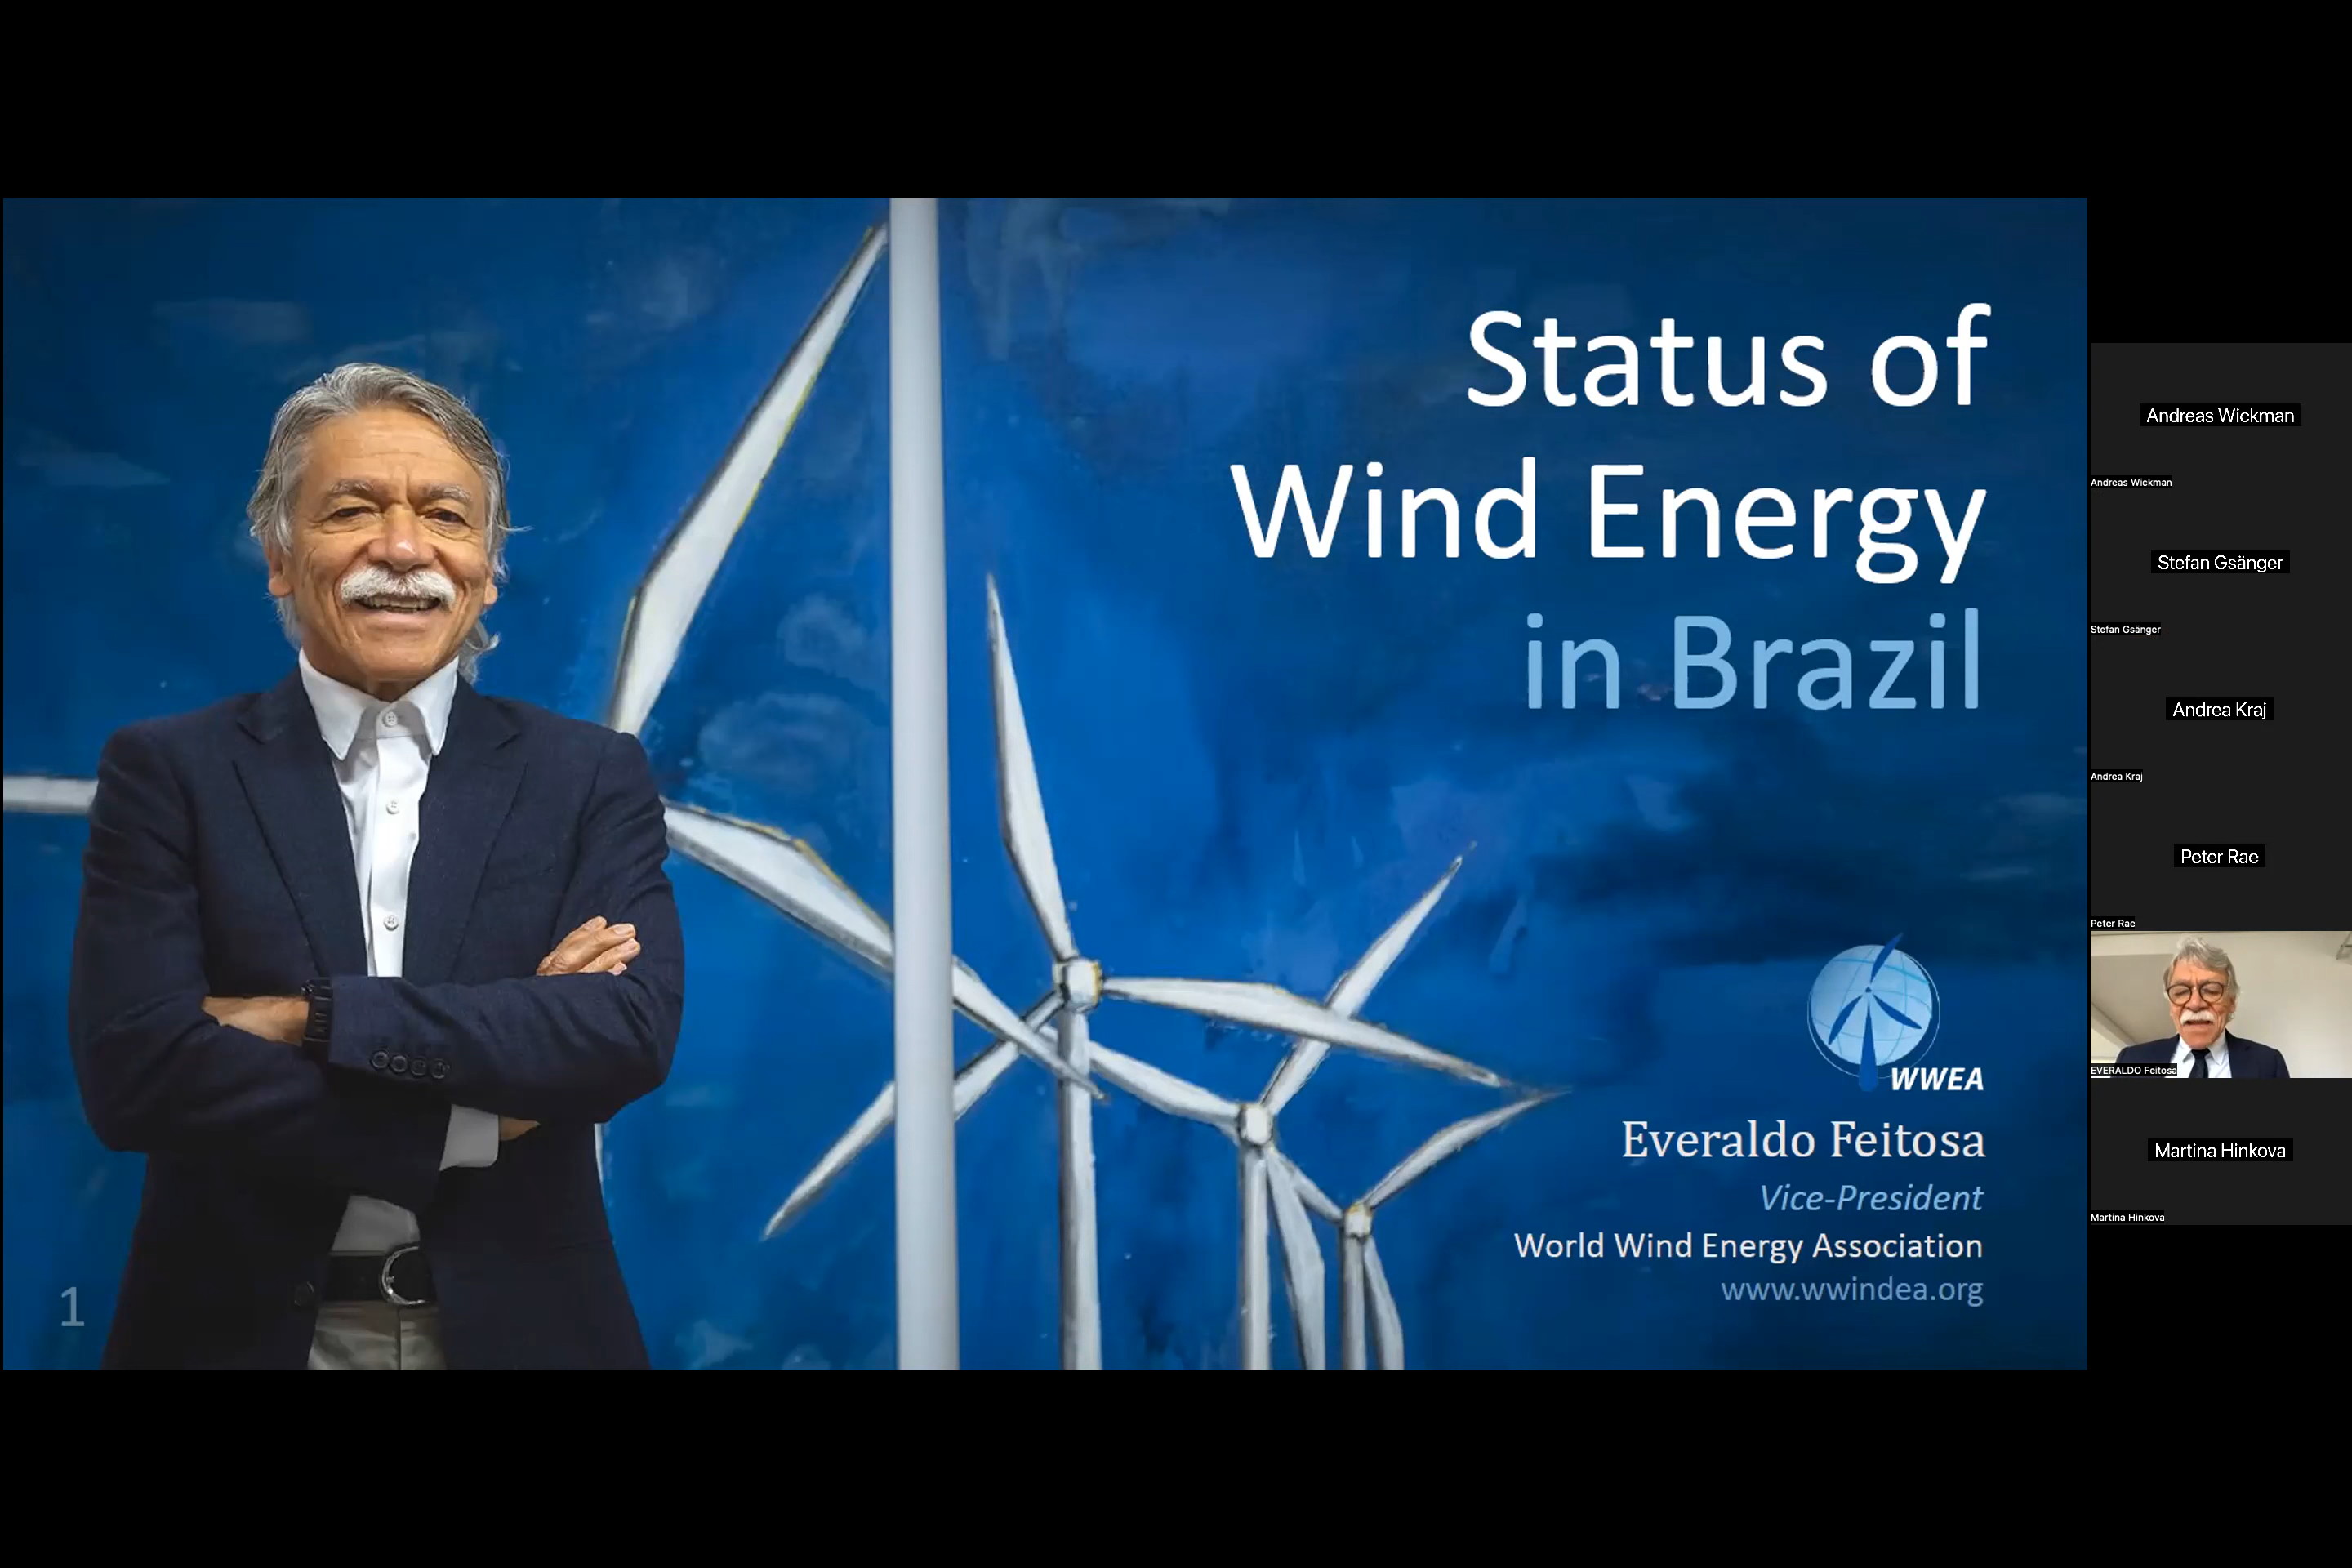 Status of
Wind Energy
in Brazil
WWEA
Everaldo Feitosa
Vice-President
World Wind Energy Association
www.wwindea.org
1
Andreas Wickman
Andreas Wickman
Stefan Gsänger
Stefan Gsänger
Andrea Kraj
Andrea Kraj
Peter Rae
Peter Rae
EVERALDO Feitosa
Martina Hinkova
Martina Hinkova